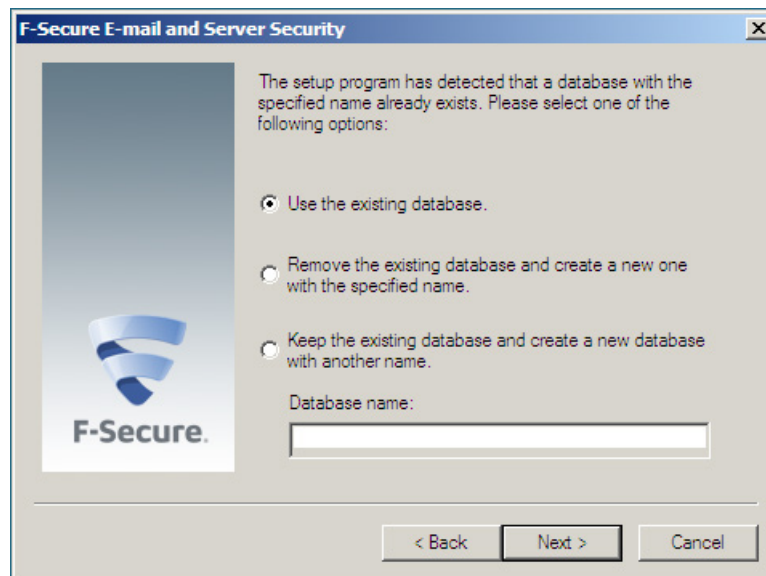 F-Secure E-mail and Server Security
The setup program has detected that a database with the
specified name already exists. Please select one of the
following options:
Use the existing database.
Remove the existing database and create a new one
with the specified name.
Keep the existing database and create a new database
with another name.
Database name:
F-Secure.
< Back
Next >
Cancel